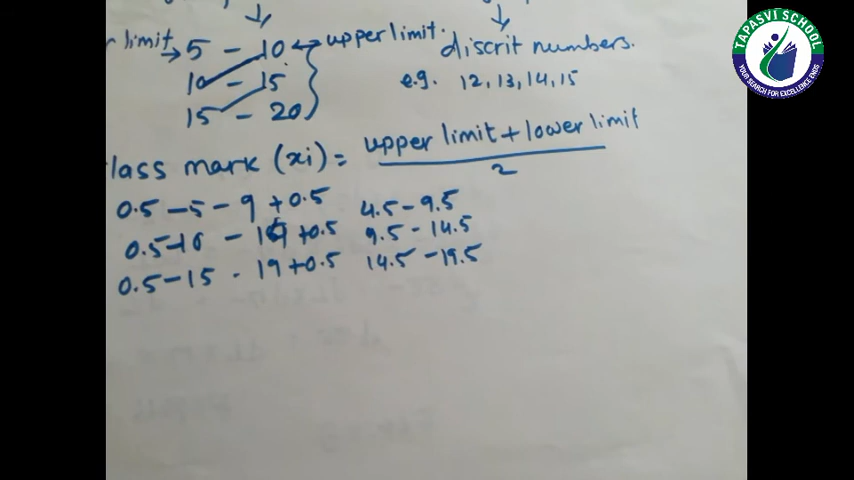 limit → 5 - 10 ← upper limit. discrit numbers.
10 - 15 e.g. 12, 13, 14, 15
15 - 20
lass mark (xi) = upper limit + lower limit
2
0.5 - 5 - 9 + 0.5 4.5 - 9.5
0.5 - 10 - 14 + 0.5 9.5 - 14.5
0.5 - 15 - 19 + 0.5 14.5 - 19.5
TAPASVI SCHOOL
YOUR SEARCH FOR EXCELLENCE ENDS